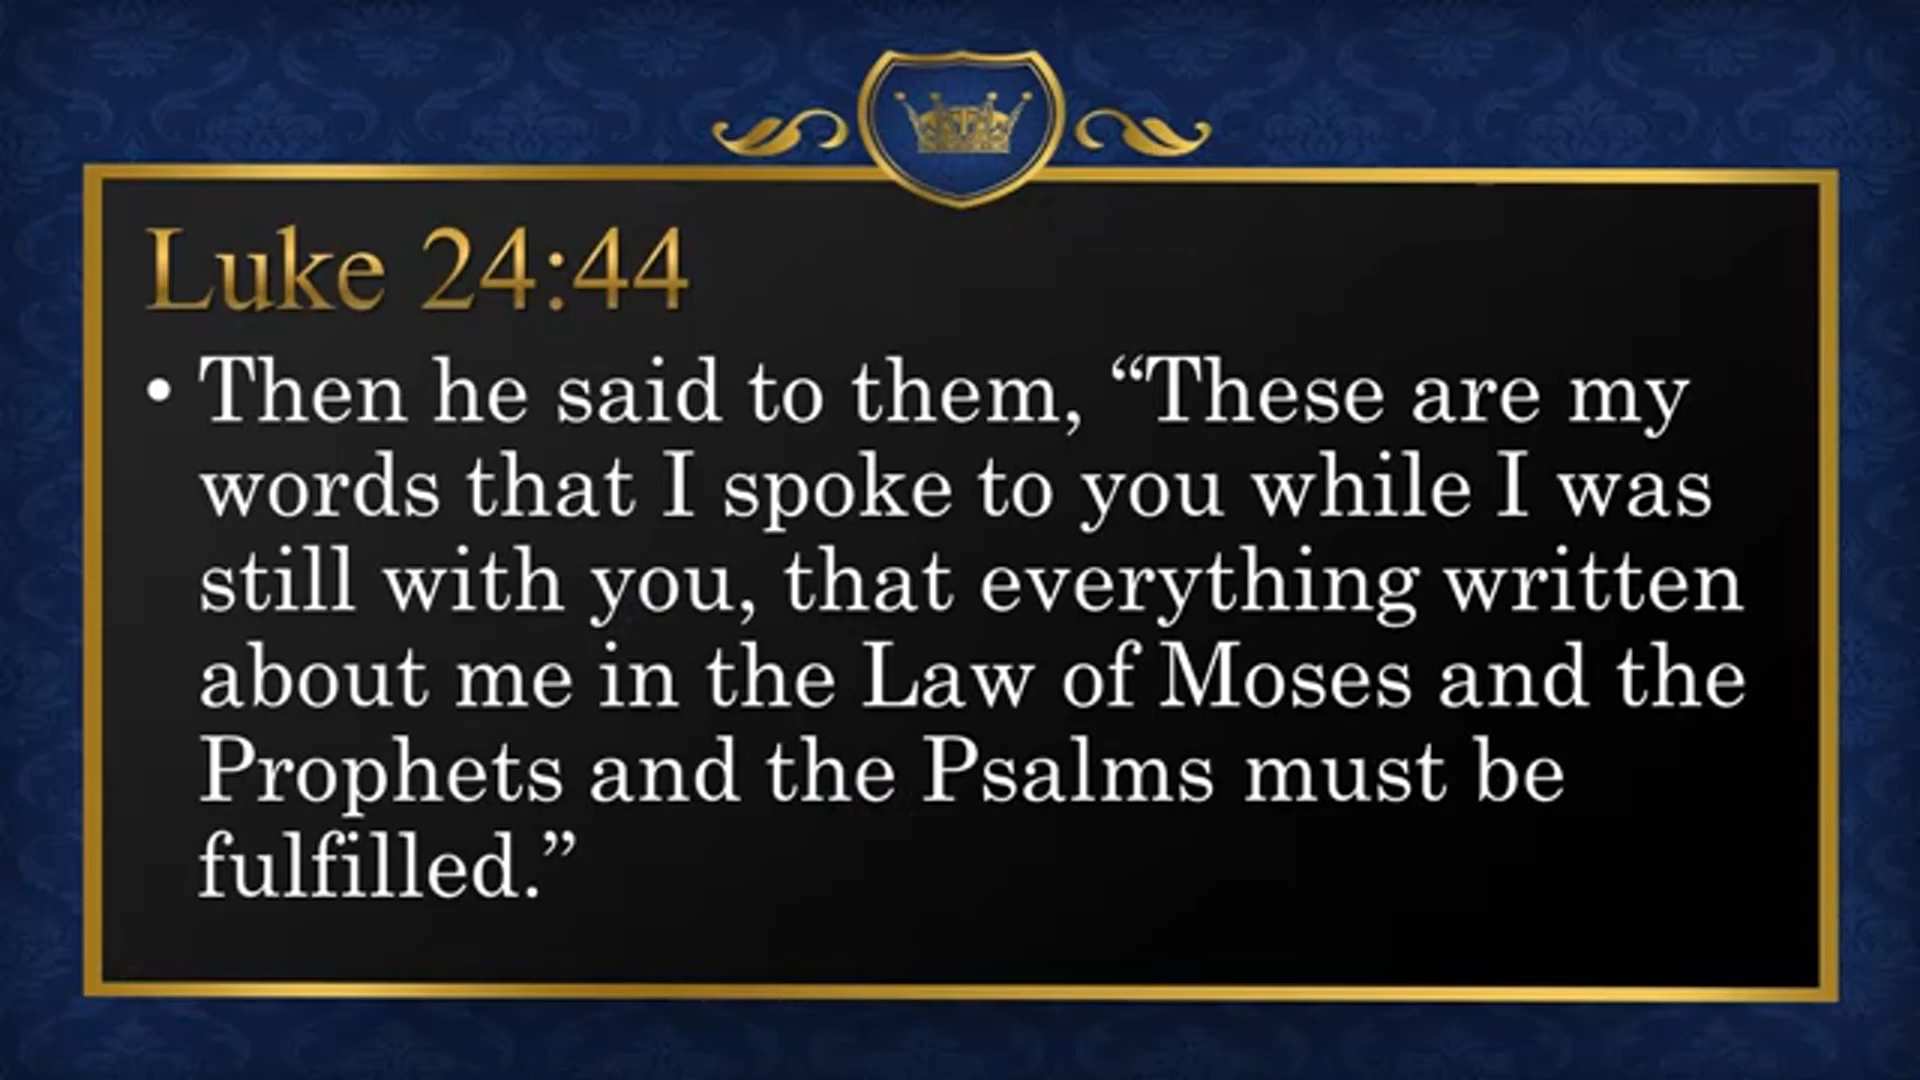 Luke 24:44
• Then he said to them, “These are my
words that I spoke to you while I was
still with you, that everything written
about me in the Law of Moses and the
Prophets and the Psalms must be
fulfilled.”